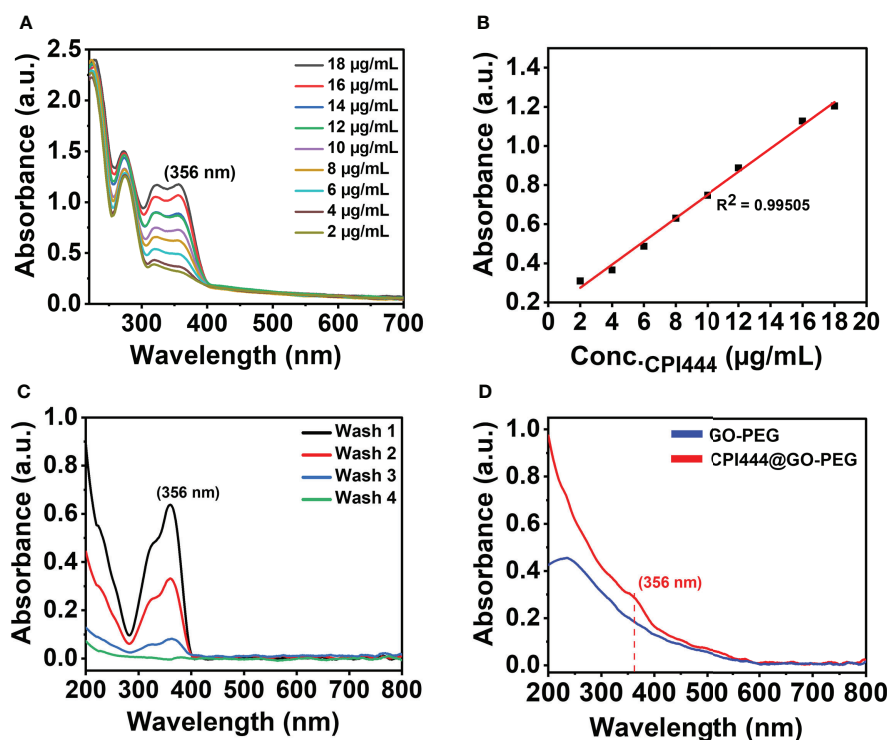 A
Absorbance (a.u.)
2.5
2.0
1.5
1.0
0.5
0.0
(356 nm)
18 µg/mL
16 µg/mL
14 µg/mL
12 µg/mL
10 µg/mL
8 µg/mL
6 µg/mL
4 µg/mL
2 µg/mL
300 400 500 600 700
Wavelength (nm)
B
Absorbance (a.u.)
1.4
1.2
1.0
0.8
0.6
0.4
0.2
R2 = 0.99505
0 2 4 6 8 10 12 14 16 18 20
Conc.CPI444 (µg/mL)
C
Absorbance (a.u.)
1.0
0.8
0.6
0.4
0.2
0.0
(356 nm)
Wash 1
Wash 2
Wash 3
Wash 4
200 300 400 500 600 700 800
Wavelength (nm)
D
Absorbance (a.u.)
1.0
0.8
0.6
0.4
0.2
0.0
GO-PEG
CPI444@GO-PEG
(356 nm)
200 300 400 500 600 700 800
Wavelength (nm)